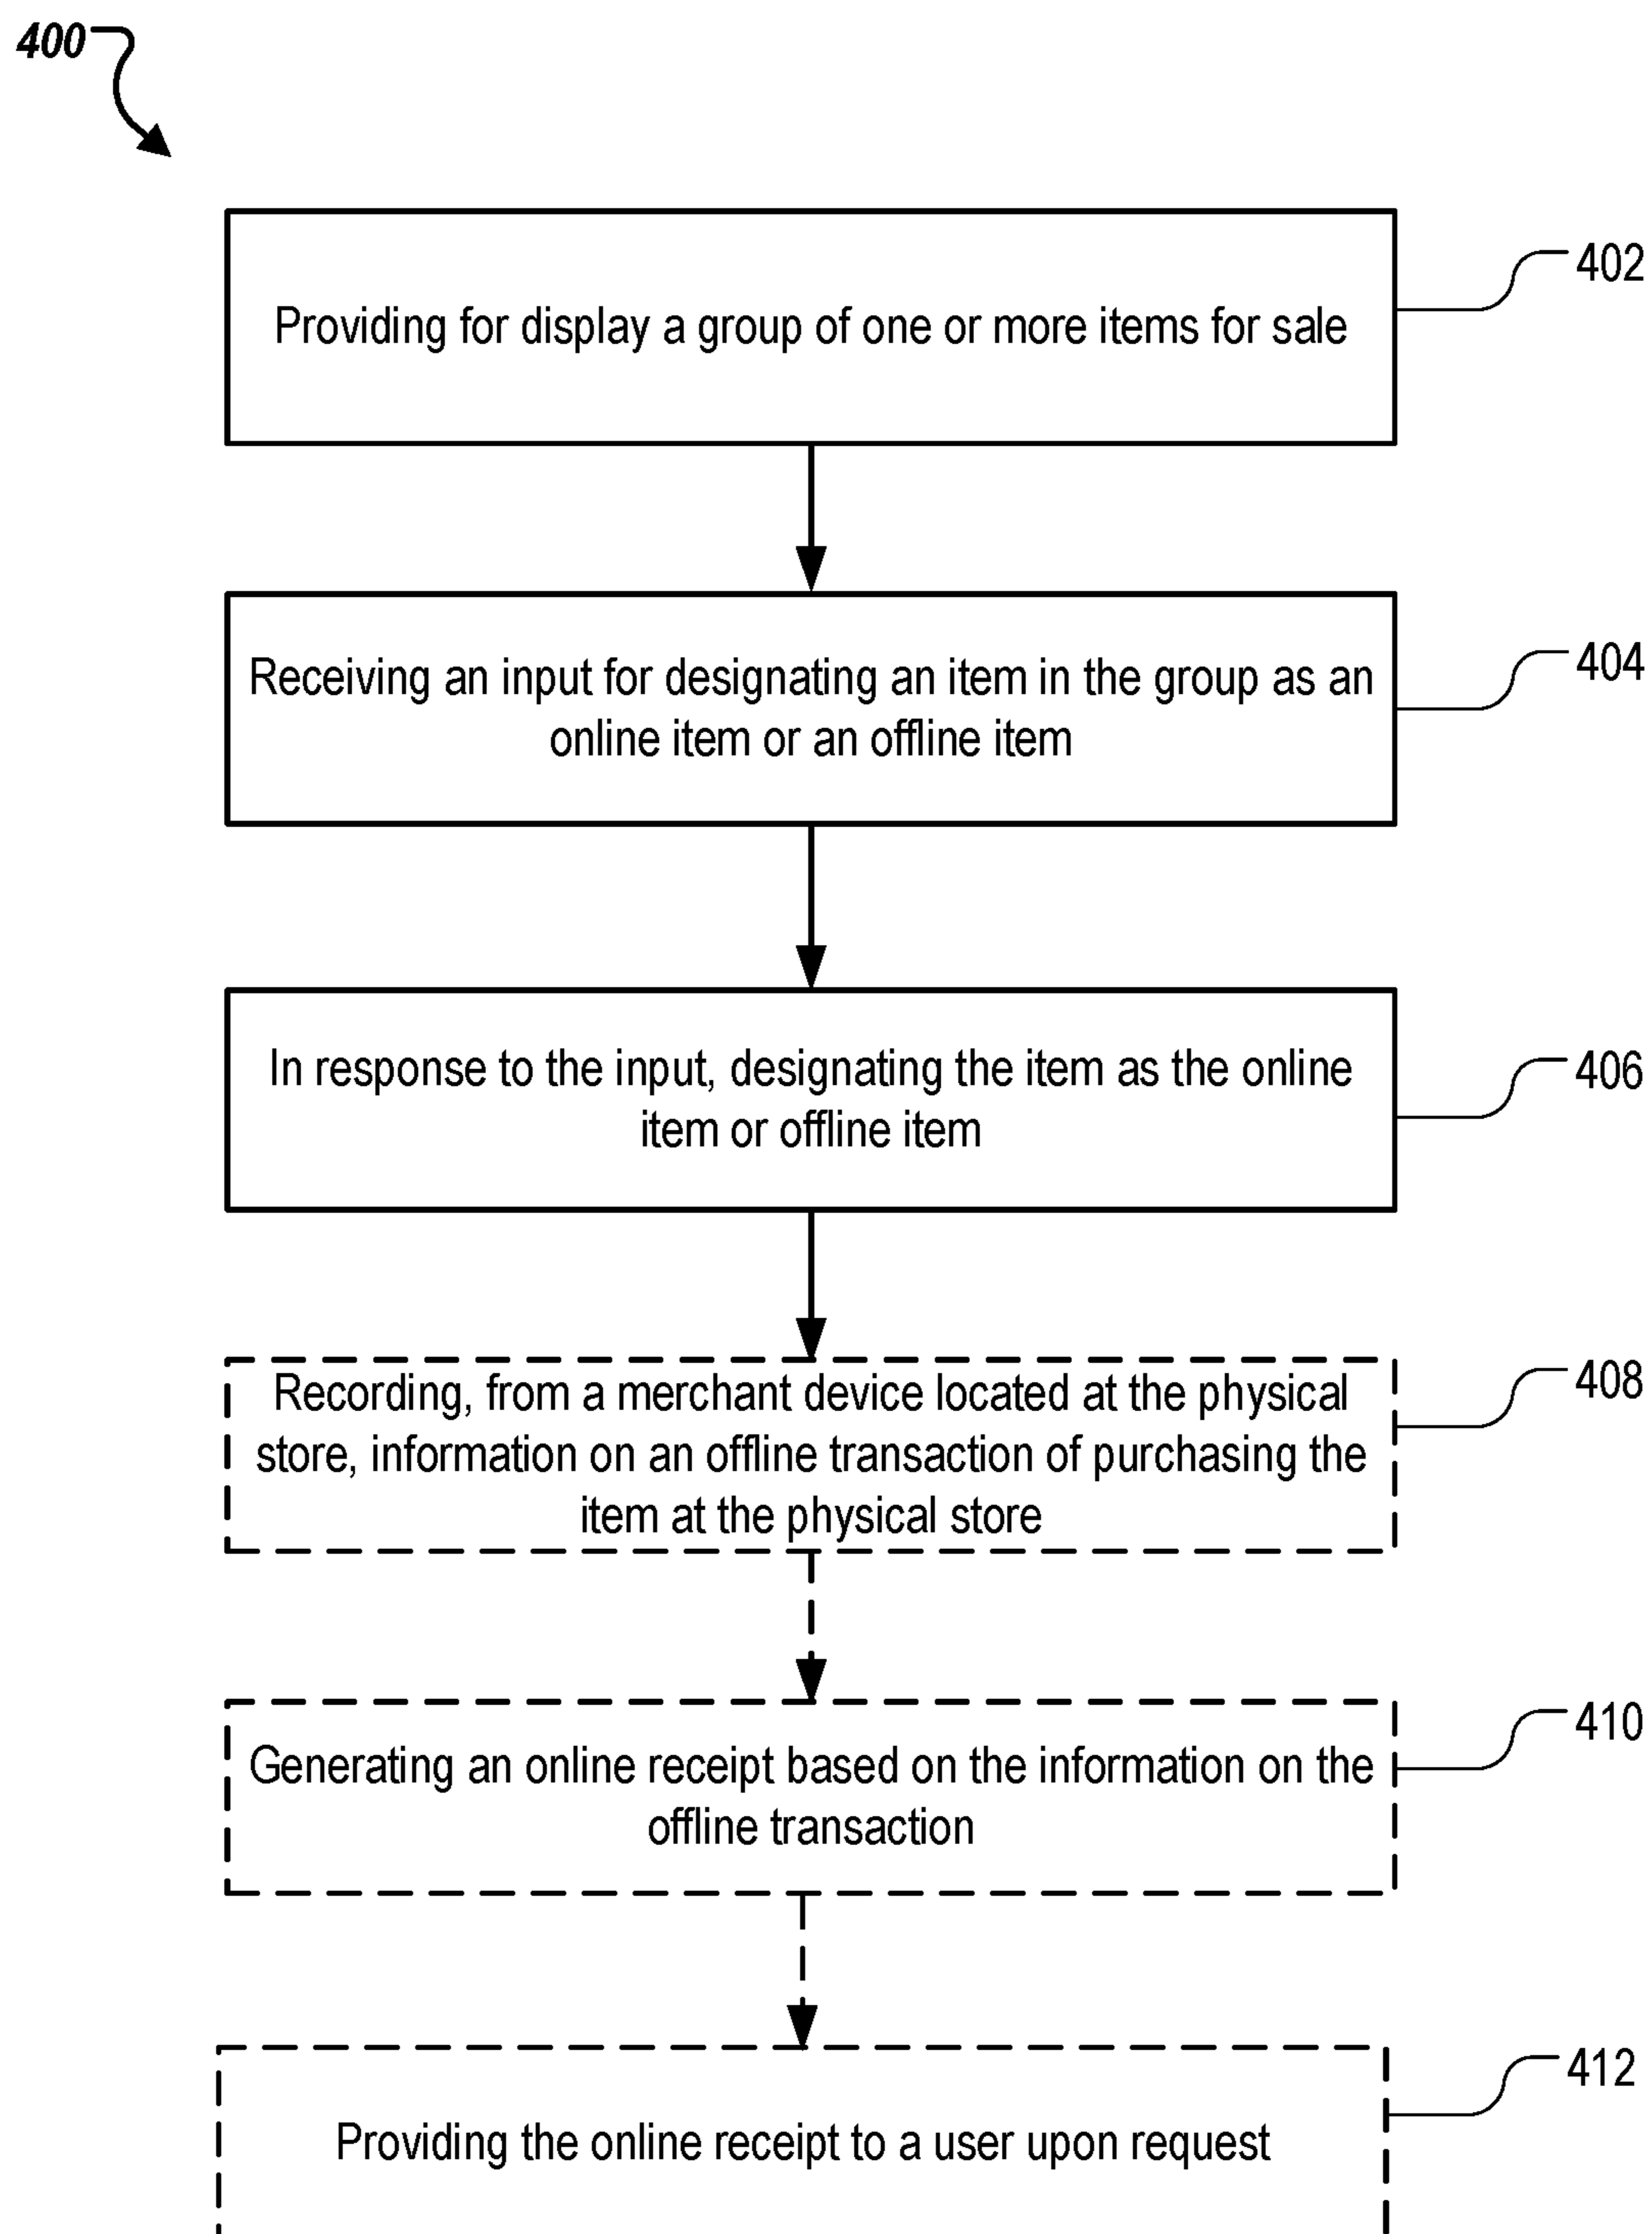 400
Providing for display a group of one or more items for sale
402
Receiving an input for designating an item in the group as an
online item or an offline item
404
In response to the input, designating the item as the online
item or offline item
406
Recording, from a merchant device located at the physical
store, information on an offline transaction of purchasing the
item at the physical store
408
Generating an online receipt based on the information on the
offline transaction
410
Providing the online receipt to a user upon request
412